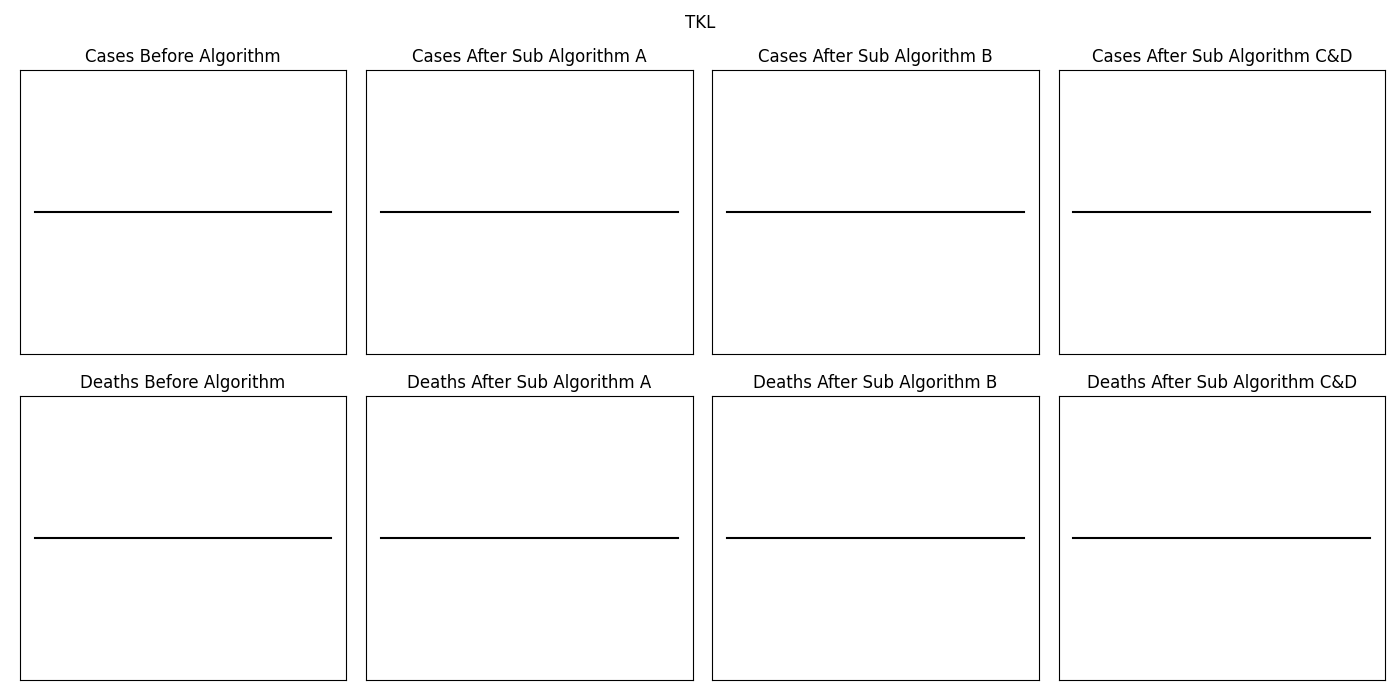 TKL
Cases Before Algorithm
Cases After Sub Algorithm A
Cases After Sub Algorithm B
Cases After Sub Algorithm C&D
Deaths Before Algorithm
Deaths After Sub Algorithm A
Deaths After Sub Algorithm B
Deaths After Sub Algorithm C&D